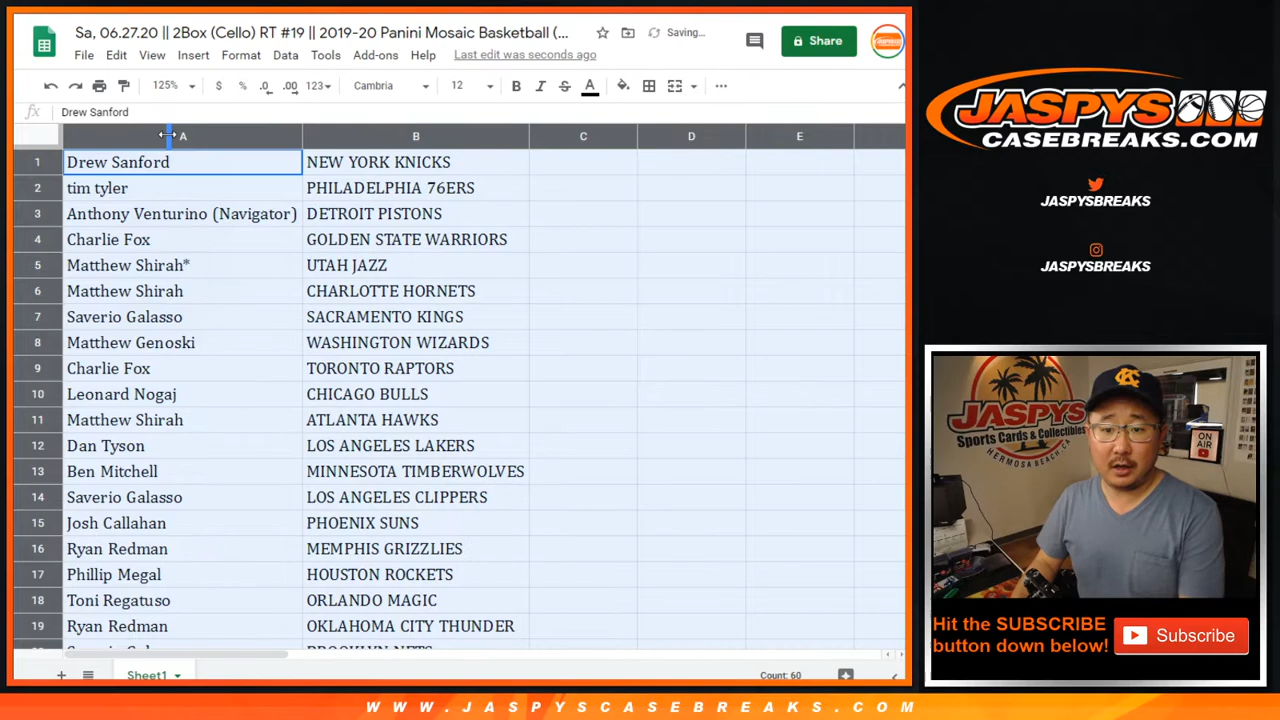 Sa, 06.27.20 || 2Box (Cello) RT #19 || 2019-20 Panini Mosaic Basketball (... Saving...
File Edit View Insert Format Data Tools Add-ons Help Last edit was seconds ago
Share
125% $ % .0 .00 123 Cambria 12 B I S A
fx Drew Sanford
A B C D E
1 Drew Sanford NEW YORK KNICKS
2 tim tyler PHILADELPHIA 76ERS
3 Anthony Venturino (Navigator) DETROIT PISTONS
4 Charlie Fox GOLDEN STATE WARRIORS
5 Matthew Shirah* UTAH JAZZ
6 Matthew Shirah CHARLOTTE HORNETS
7 Saverio Galasso SACRAMENTO KINGS
8 Matthew Genoski WASHINGTON WIZARDS
9 Charlie Fox TORONTO RAPTORS
10 Leonard Nogaj CHICAGO BULLS
11 Matthew Shirah ATLANTA HAWKS
12 Dan Tyson LOS ANGELES LAKERS
13 Ben Mitchell MINNESOTA TIMBERWOLVES
14 Saverio Galasso LOS ANGELES CLIPPERS
15 Josh Callahan PHOENIX SUNS
16 Ryan Redman MEMPHIS GRIZZLIES
17 Phillip Megal HOUSTON ROCKETS
18 Toni Regatuso ORLANDO MAGIC
19 Ryan Redman OKLAHOMA CITY THUNDER
Sheet1 Count: 60
JASPYS
CASEBREAKS.COM
JASPYSBREAKS
JASPYSBREAKS
JASPYS
Sports Cards & Collectibles
HERMOSA BEACH, CA
KC
ON
AIR
Hit the SUBSCRIBE
button down below!
Subscribe
WWW.JASPYSCASEBREAKS.COM